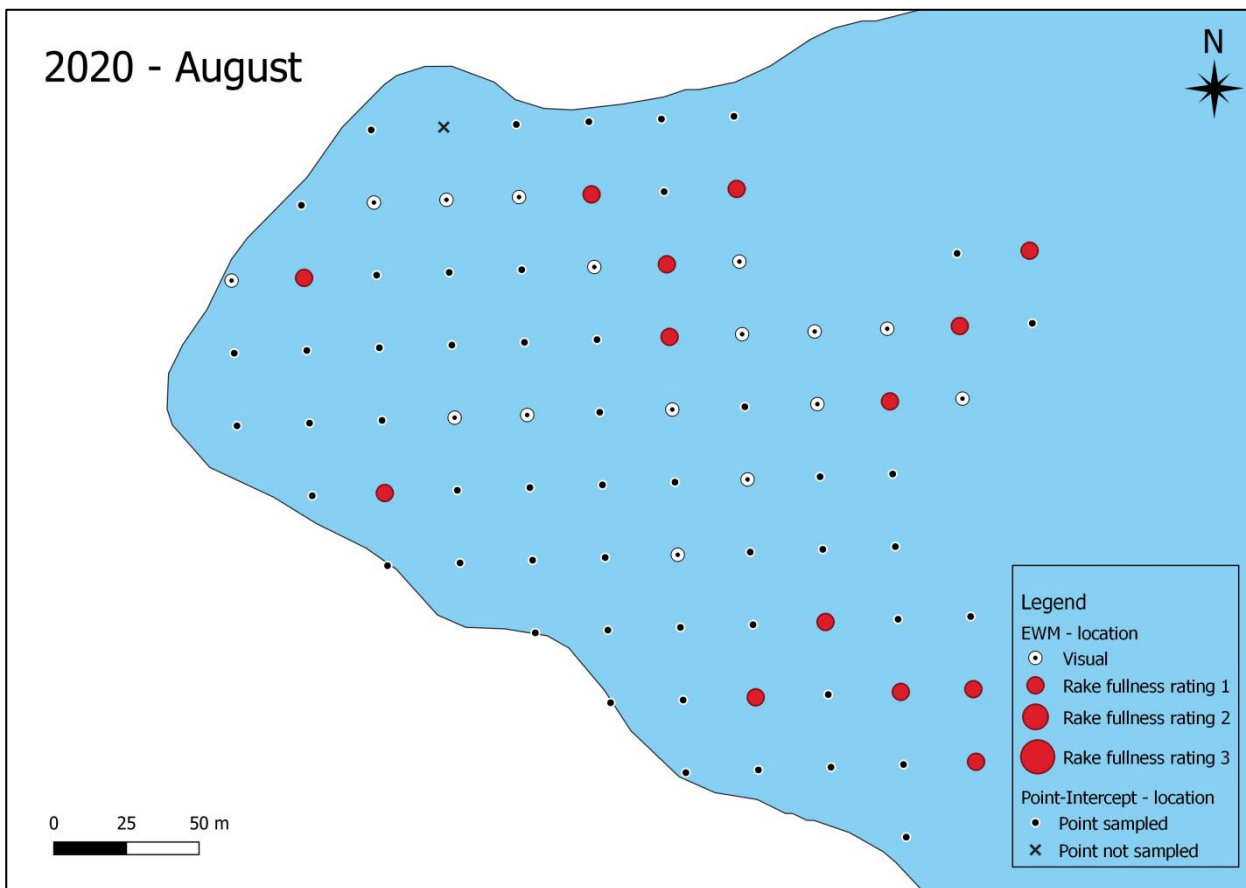 2020 - August
N
Legend
EWM - location
Visual
Rake fullness rating 1
Rake fullness rating 2
Rake fullness rating 3
Point-Intercept - location
Point sampled
Point not sampled
0 25 50 m